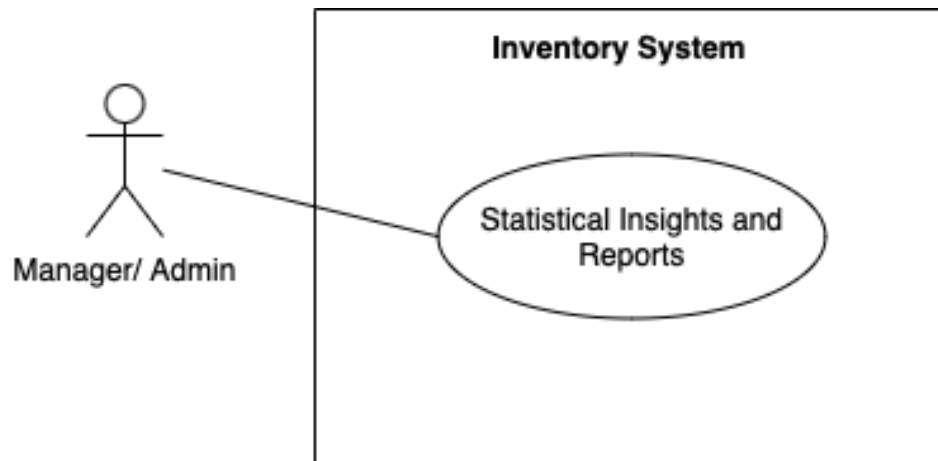 Inventory System
Statistical Insights and
Reports
Manager/ Admin